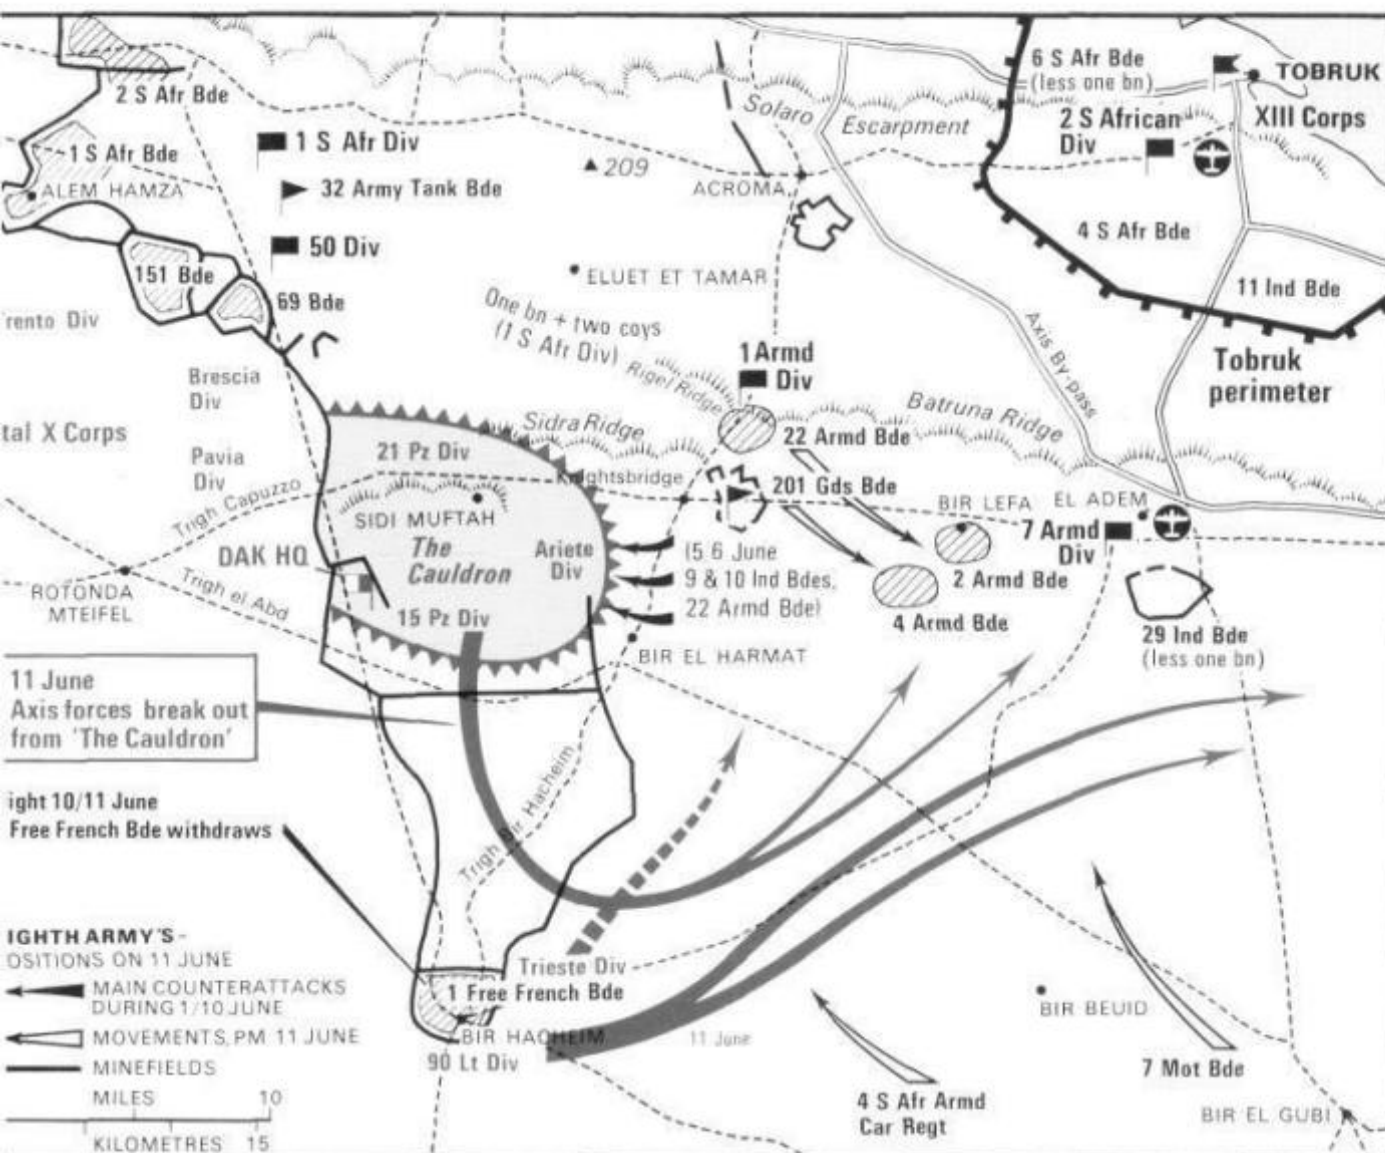 6 S Afr Bde
(less one bn)
TOBRUK
XIII Corps
2 S African
Div
2 S Afr Bde
1 S Afr Bde
1 S Afr Div
32 Army Tank Bde
50 Div
ALEM HAMZA
209
Solaro Escarpment
ACROMA
4 S Afr Bde
11 Ind Bde
151 Bde
69 Bde
rento Div
ELUET ET TAMAR
One bn + two coys
(1 S Afr Div)
Rigel Ridge
1 Armd
Div
Axis By-pass
Tobruk
perimeter
Brescia
Div
tal X Corps
Pavia
Div
Trigh Capuzzo
21 Pz Div
Sidra Ridge
22 Armd Bde
Batruna Ridge
Knightsbridge
201 Gds Bde
BIR LEFA
EL ADEM
7 Armd
Div
SIDI MUFTAH
The
Cauldron
Ariete
Div
DAK HQ
(5 6 June
9 & 10 Ind Bdes,
22 Armd Bde)
2 Armd Bde
4 Armd Bde
29 Ind Bde
(less one bn)
ROTONDA
MTEIFEL
Trigh el Abd
15 Pz Div
BIR EL HARMAT
11 June
Axis forces break out
from 'The Cauldron'
ight 10/11 June
Free French Bde withdraws
Trigh Bir Hacheim
IGHTH ARMY'S -
OSITIONS ON 11 JUNE
MAIN COUNTERATTACKS
DURING 1/10 JUNE
MOVEMENTS, PM 11 JUNE
MINEFIELDS
MILES 10
KILOMETRES 15
Trieste Div
1 Free French Bde
BIR HACHEIM
90 Lt Div
11 June
BIR BEUID
7 Mot Bde
4 S Afr Armd
Car Regt
BIR EL GUBI